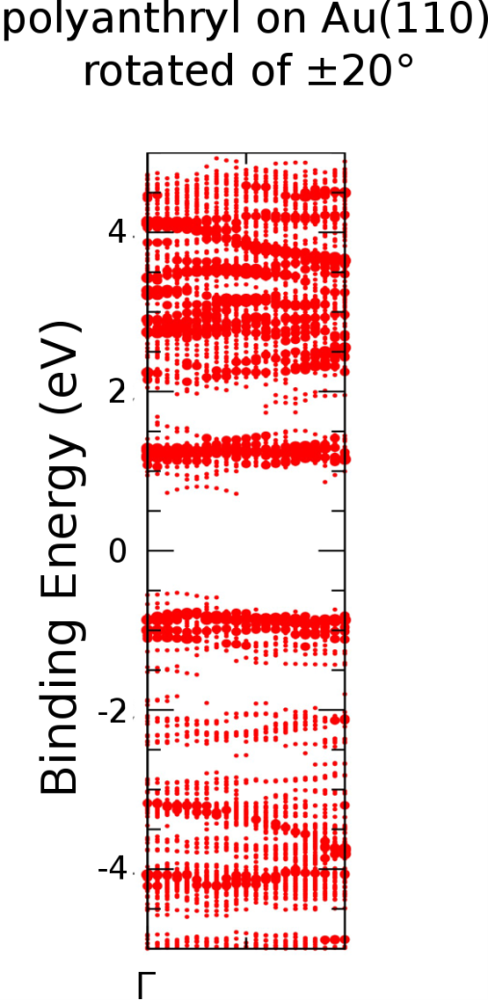 polyanthryl on Au(110)
rotated of ±20°
Binding Energy (eV)
4
2
0
-2
-4
Γ